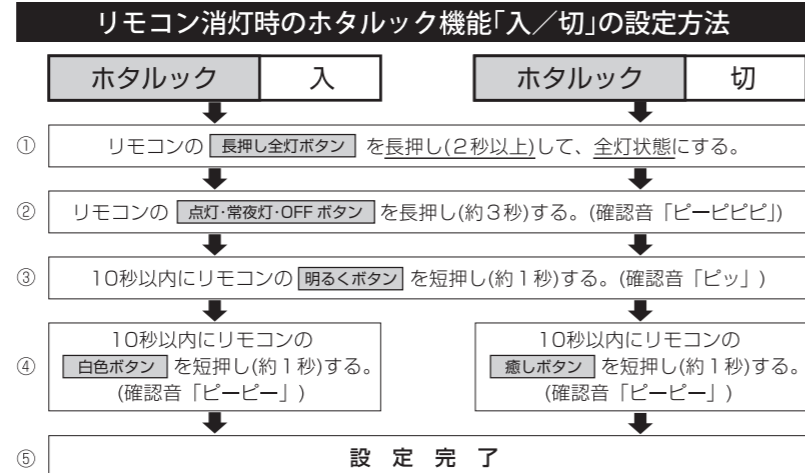 リモコン消灯時のホタルック機能「入／切」の設定方法
ホタルック 入 ホタルック 切
① リモコンの 長押し全灯ボタン を長押し(２秒以上)して、全灯状態にする。
② リモコンの 点灯･常夜灯･OFF ボタン を長押し(約３秒)する。(確認音「ピーピピピ」)
③ 10秒以内にリモコンの 明るくボタン を短押し(約１秒)する。(確認音「ピッ」)
④
10秒以内にリモコンの
白色ボタン を短押し(約１秒)する。
(確認音「ピーピー」)
10秒以内にリモコンの
癒しボタン を短押し(約１秒)する。
(確認音「ピーピー」)
⑤ 設 定 完 了